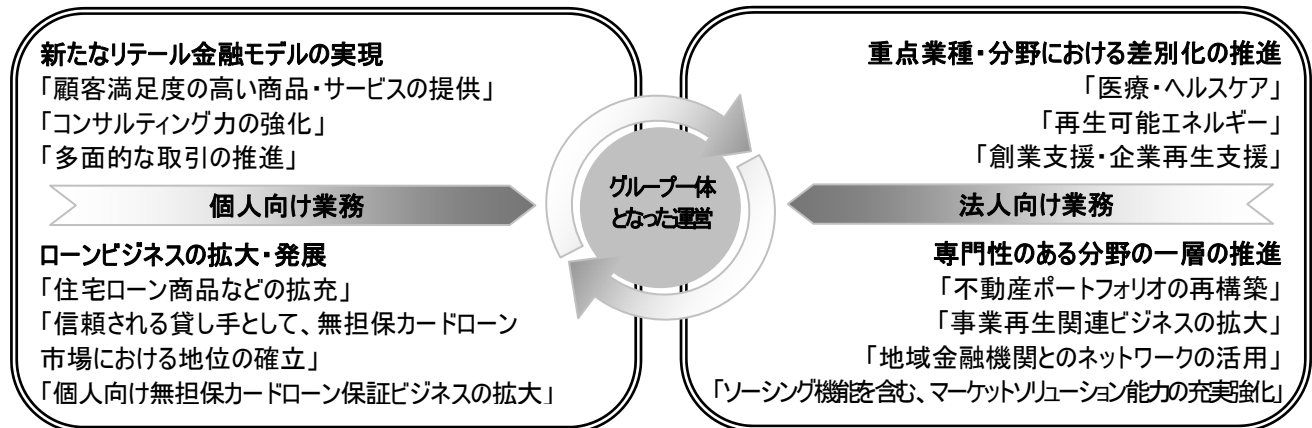 新たなリテール金融モデルの実現
「顧客満足度の高い商品・サービスの提供」
「コンサルティング力の強化」
「多面的な取引の推進」
個人向け業務
ローンビジネスの拡大・発展
「住宅ローン商品などの拡充」
「信頼される貸し手として、無担保カードローン
市場における地位の確立」
「個人向け無担保カードローン保証ビジネスの拡大」
グループ一体
となった運営
重点業種・分野における差別化の推進
「医療・ヘルスケア」
「再生可能エネルギー」
「創業支援・企業再生支援」
法人向け業務
専門性のある分野の一層の推進
「不動産ポートフォリオの再構築」
「事業再生関連ビジネスの拡大」
「地域金融機関とのネットワークの活用」
「ソーシング機能を含む、マーケットソリューション能力の充実強化」